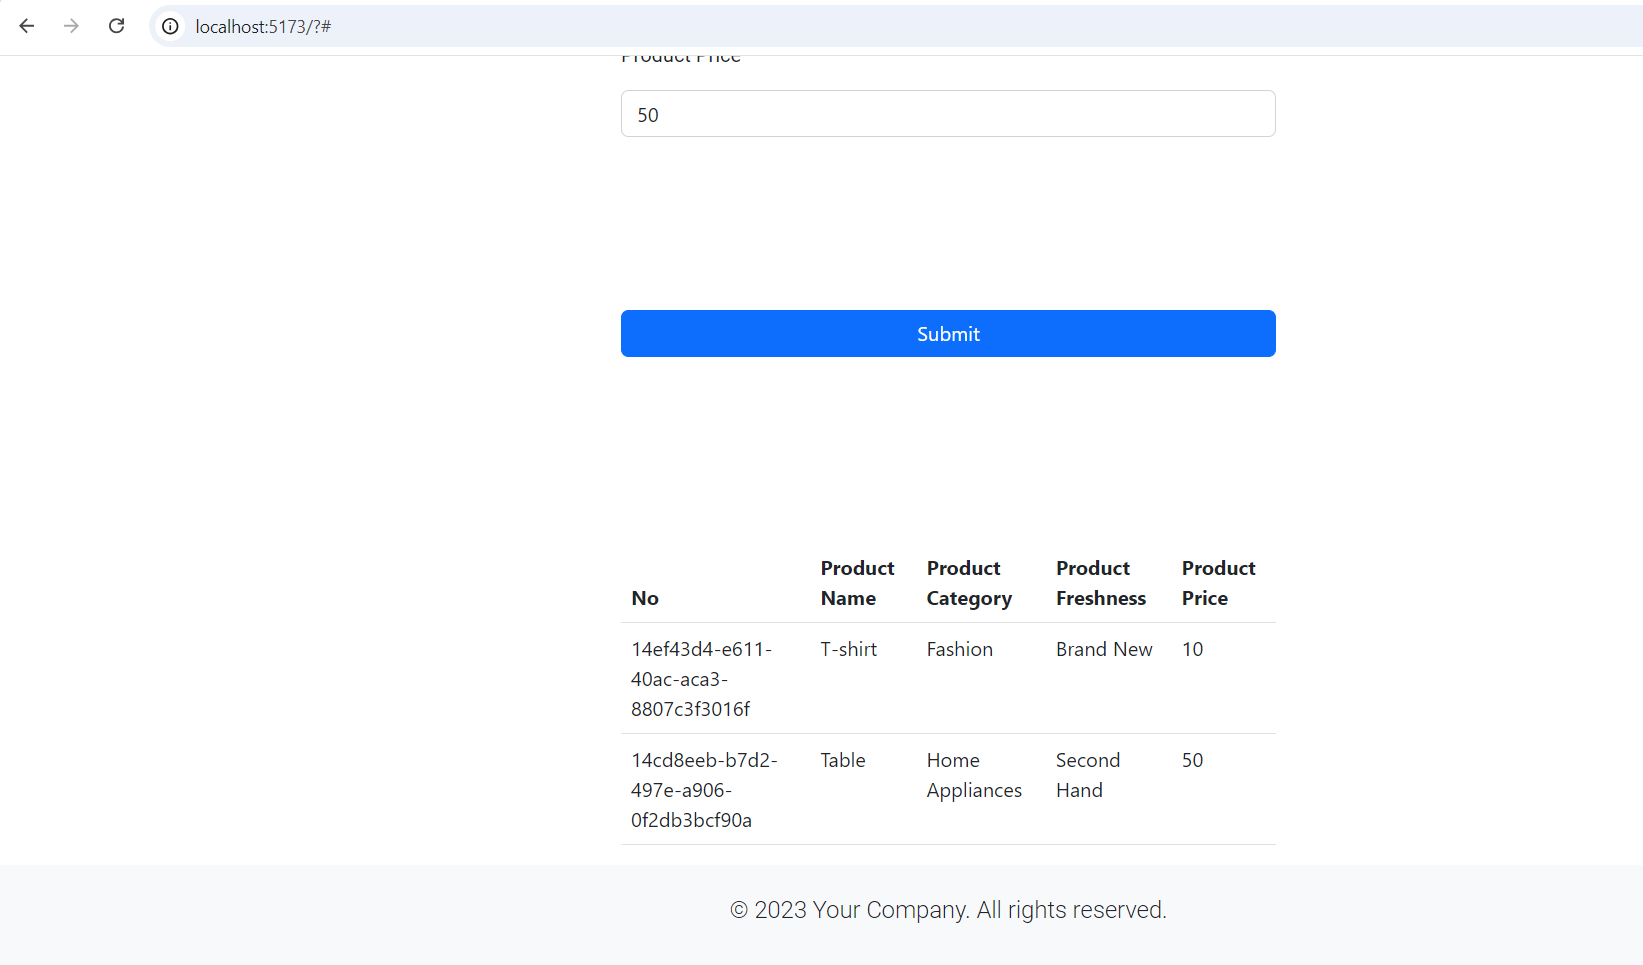 localhost:5173/?#
Product Price
50
Submit
No
Product Name
Product Category
Product Freshness
Product Price
14ef43d4-e611-
40ac-aca3-
8807c3f3016f
T-shirt
Fashion
Brand New
10
14cd8eeb-b7d2-
497e-a906-
0f2db3bcf90a
Table
Home
Appliances
Second
Hand
50
© 2023 Your Company. All rights reserved.